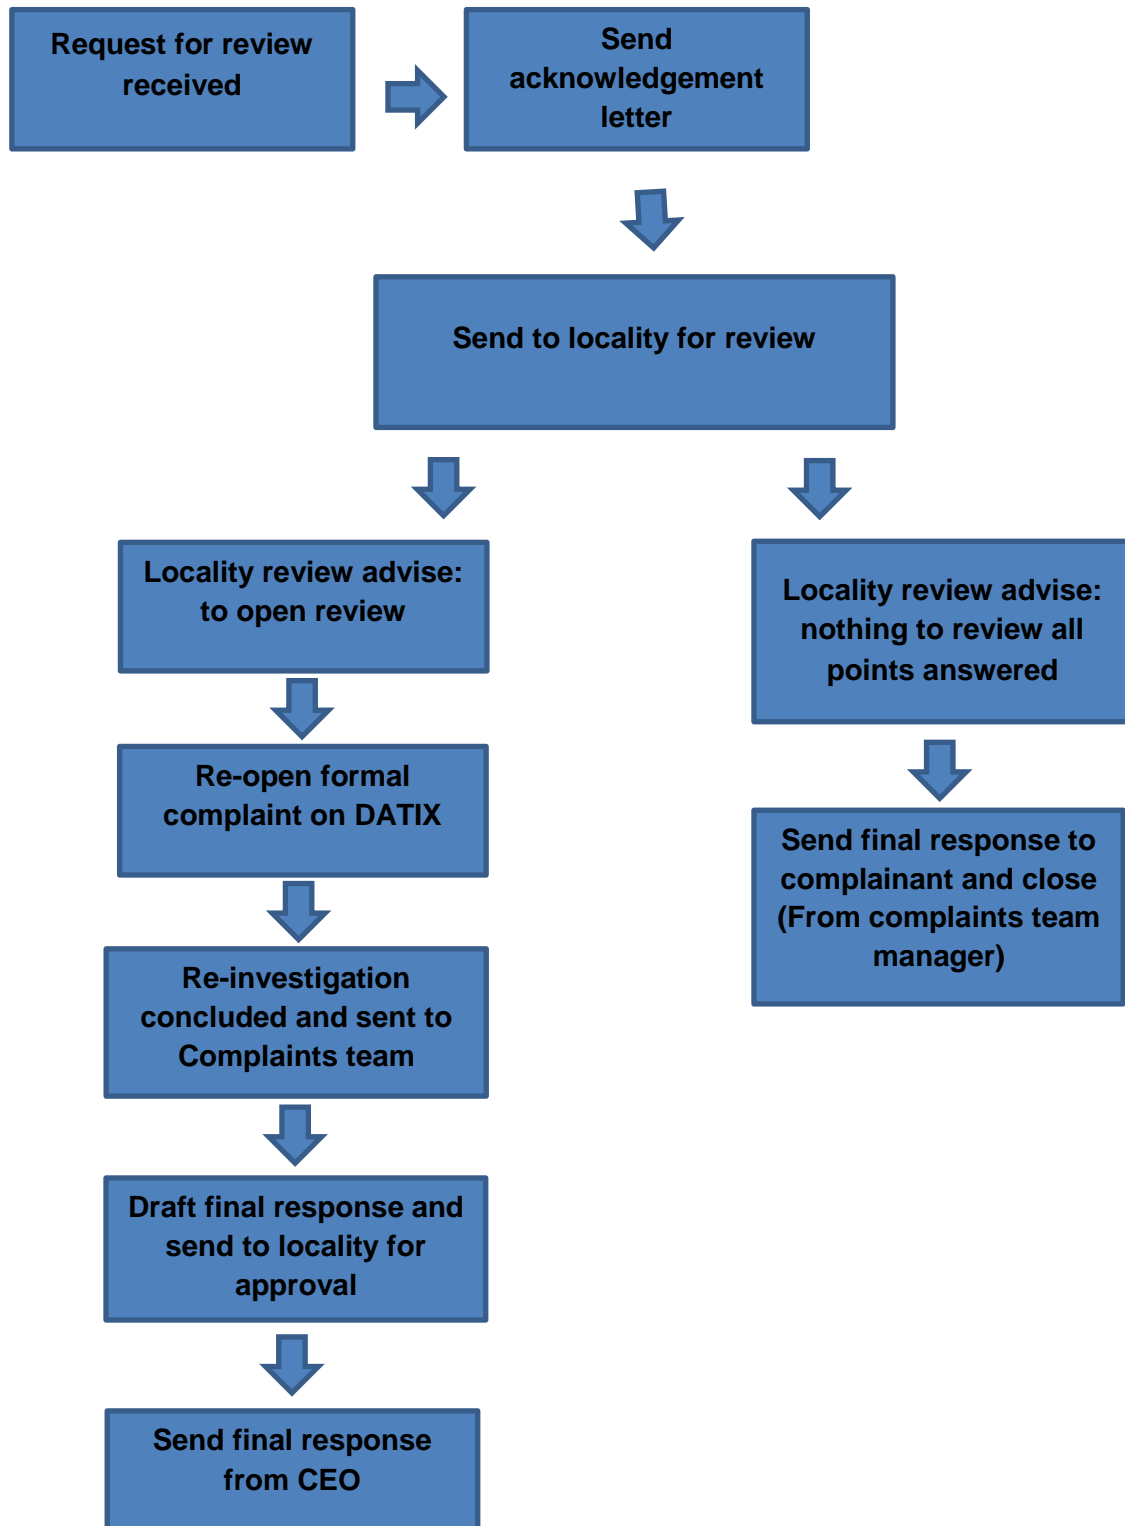 Request for review
received
Send
acknowledgement
letter
Send to locality for review
Locality review advise:
to open review
Locality review advise:
nothing to review all
points answered
Re-open formal
complaint on DATIX
Send final response to
complainant and close
(From complaints team
manager)
Re-investigation
concluded and sent to
Complaints team
Draft final response and
send to locality for
approval
Send final response
from CEO